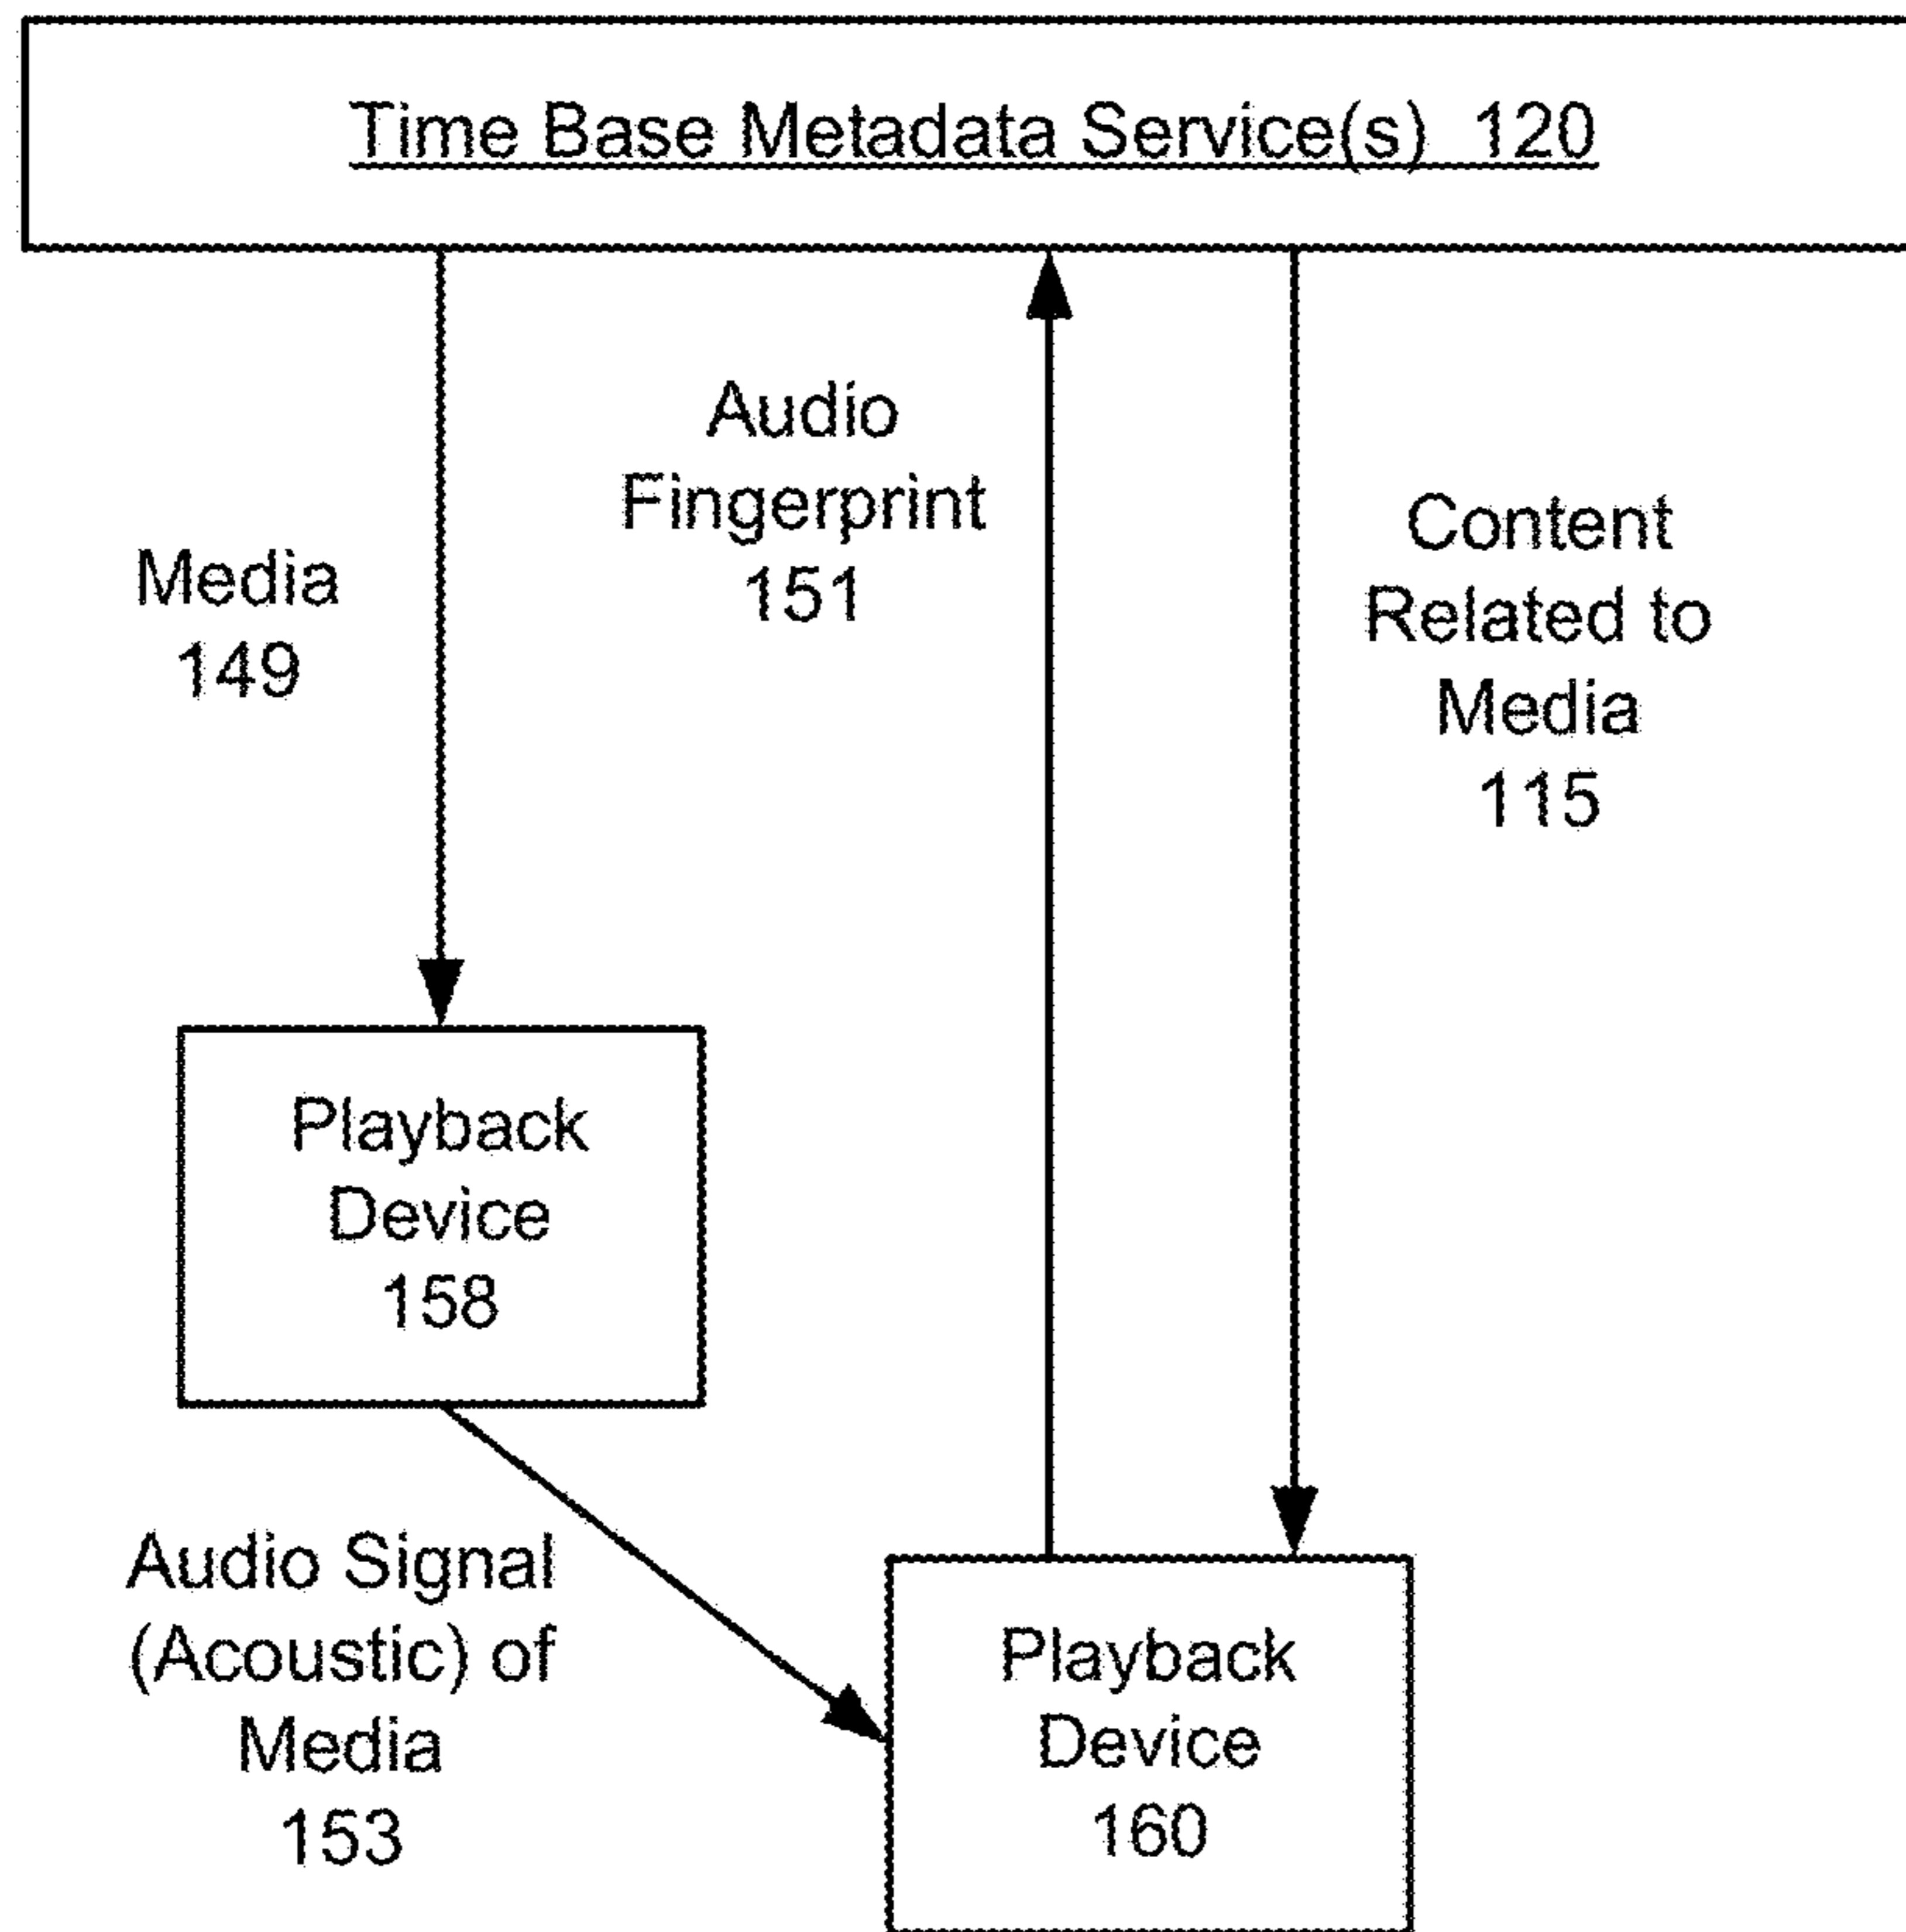 Time Base Metadata Service(s) 120
Audio
Fingerprint
151
Media
149
Content
Related to
Media
115
Playback
Device
158
Audio Signal
(Acoustic) of
Media
153
Playback
Device
160